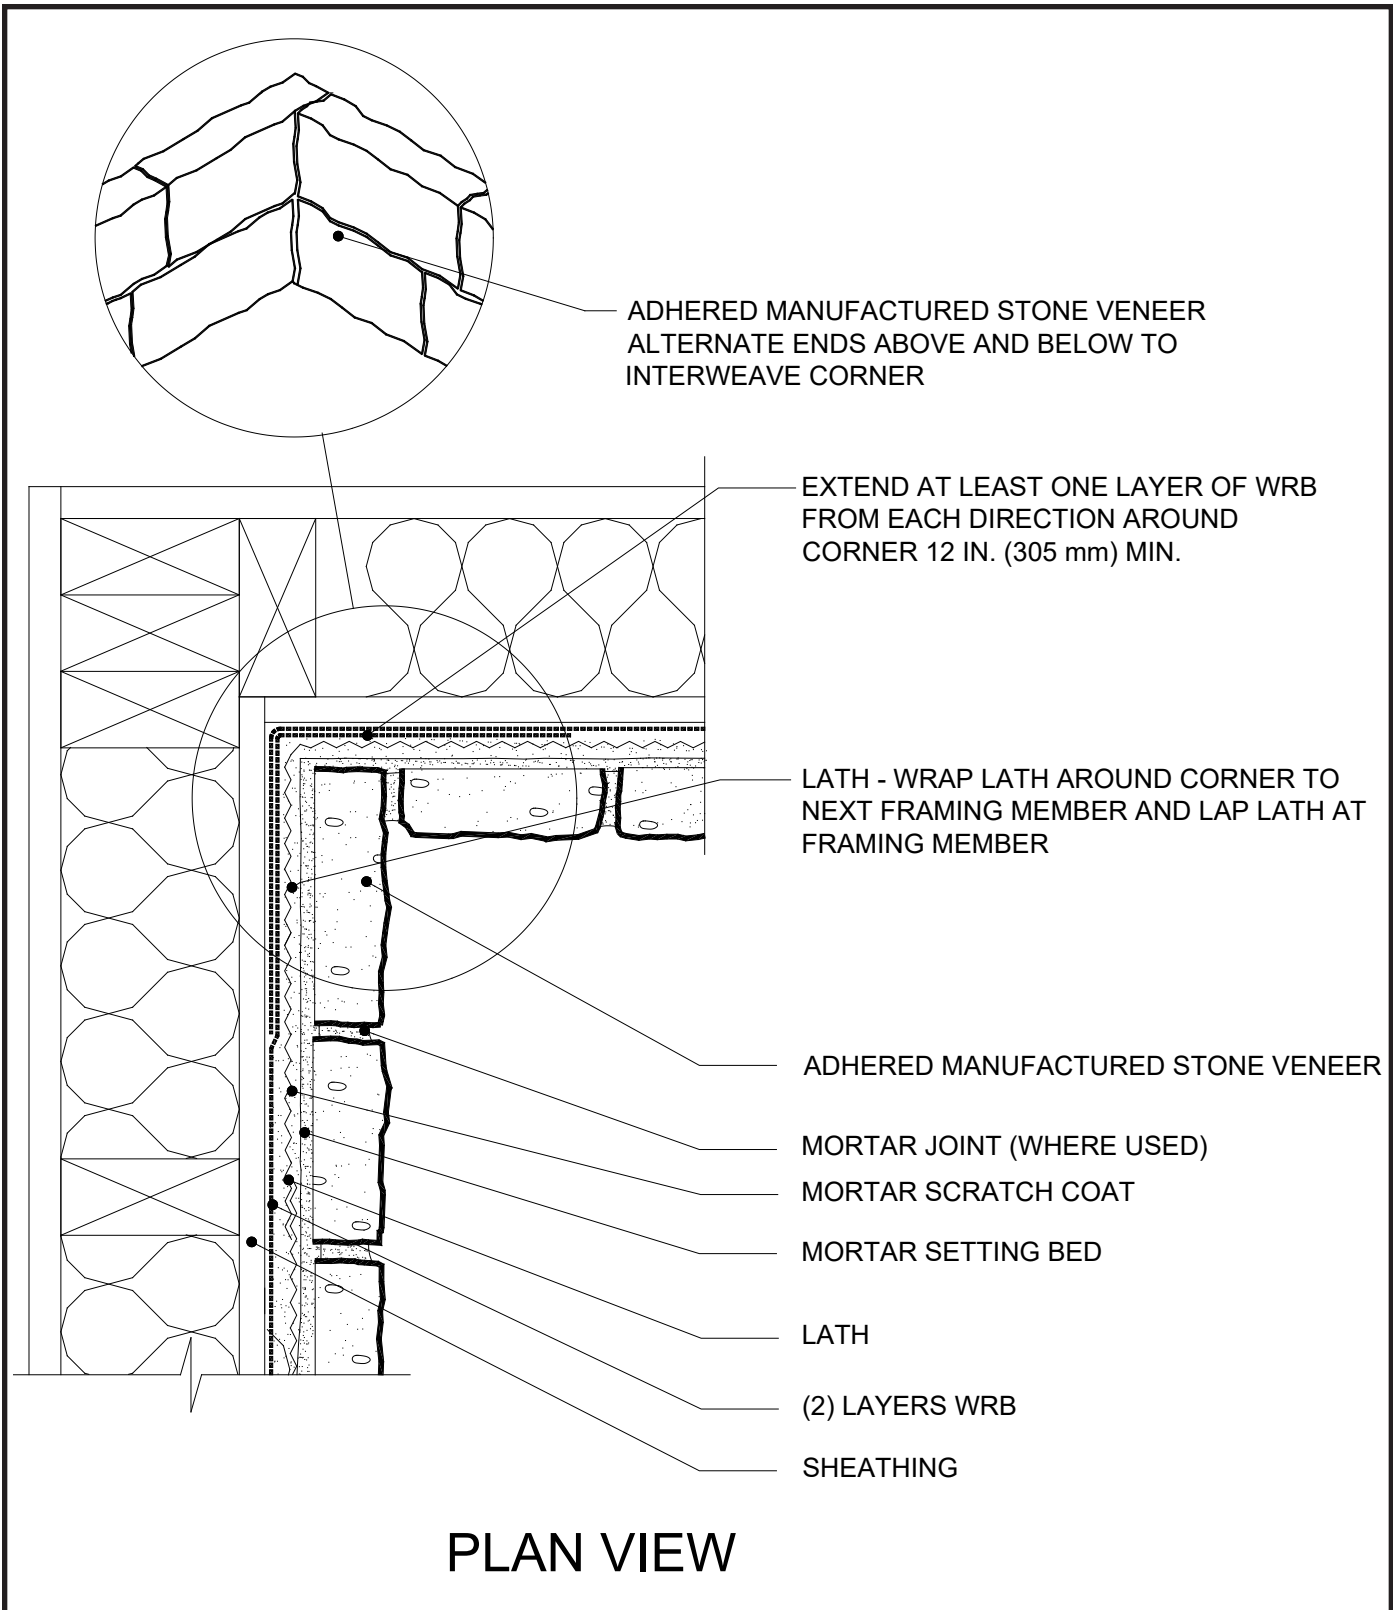 ADHERED MANUFACTURED STONE VENEER
ALTERNATE ENDS ABOVE AND BELOW TO
INTERWEAVE CORNER
EXTEND AT LEAST ONE LAYER OF WRB
FROM EACH DIRECTION AROUND
CORNER 12 IN. (305 mm) MIN.
LATH - WRAP LATH AROUND CORNER TO
NEXT FRAMING MEMBER AND LAP LATH AT
FRAMING MEMBER
ADHERED MANUFACTURED STONE VENEER
MORTAR JOINT (WHERE USED)
MORTAR SCRATCH COAT
MORTAR SETTING BED
LATH
(2) LAYERS WRB
SHEATHING
PLAN VIEW